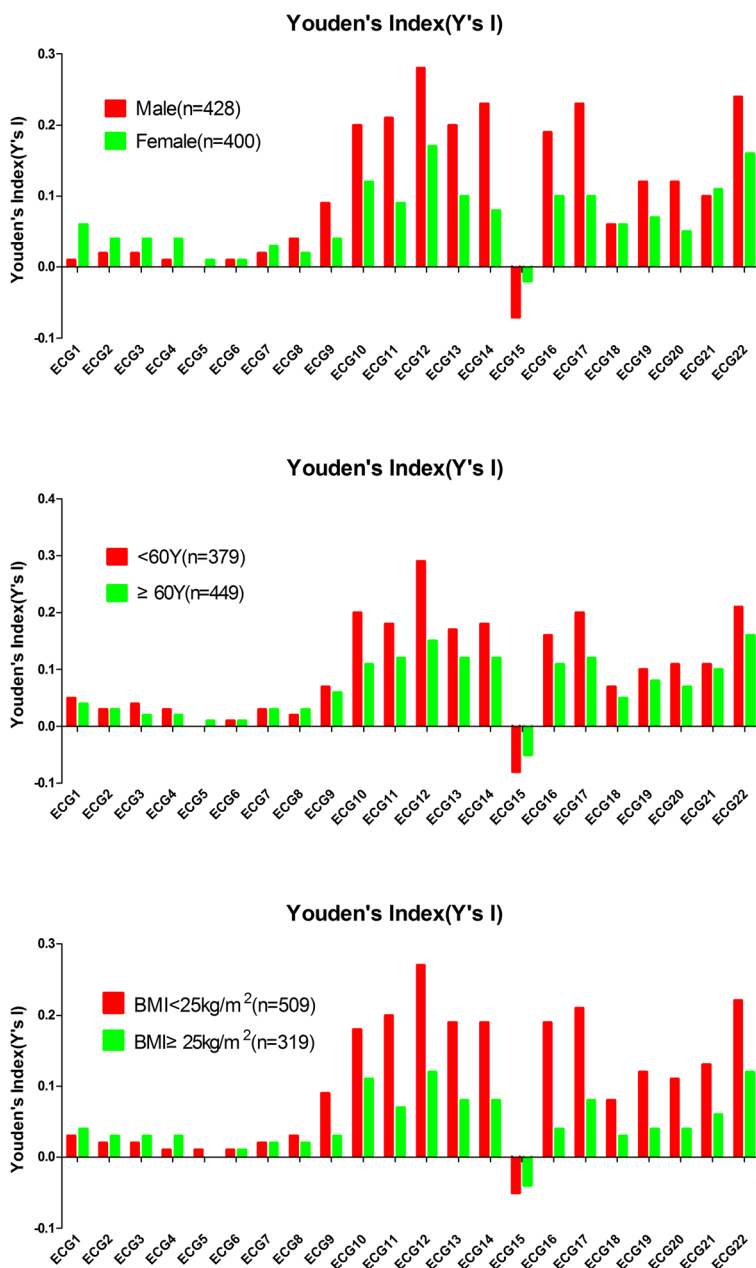 Youden's Index(Y's I)
Youden's Index(Y's I)
0.3
0.2
0.1
0.0
-0.1
Male(n=428)
Female(n=400)
ECG1
ECG2
ECG3
ECG4
ECG5
ECG6
ECG7
ECG8
ECG9
ECG10
ECG11
ECG12
ECG13
ECG14
ECG15
ECG16
ECG17
ECG18
ECG19
ECG20
ECG21
ECG22
Youden's Index(Y's I)
Youden's Index(Y's I)
0.4
0.3
0.2
0.1
0.0
-0.1
<60Y(n=379)
≥ 60Y(n=449)
ECG1
ECG2
ECG3
ECG4
ECG5
ECG6
ECG7
ECG8
ECG9
ECG10
ECG11
ECG12
ECG13
ECG14
ECG15
ECG16
ECG17
ECG18
ECG19
ECG20
ECG21
ECG22
Youden's Index(Y's I)
Youden's Index(Y's I)
0.3
0.2
0.1
0.0
-0.1
BMI<25kg/m²(n=509)
BMI≥ 25kg/m²(n=319)
ECG1
ECG2
ECG3
ECG4
ECG5
ECG6
ECG7
ECG8
ECG9
ECG10
ECG11
ECG12
ECG13
ECG14
ECG15
ECG16
ECG17
ECG18
ECG19
ECG20
ECG21
ECG22